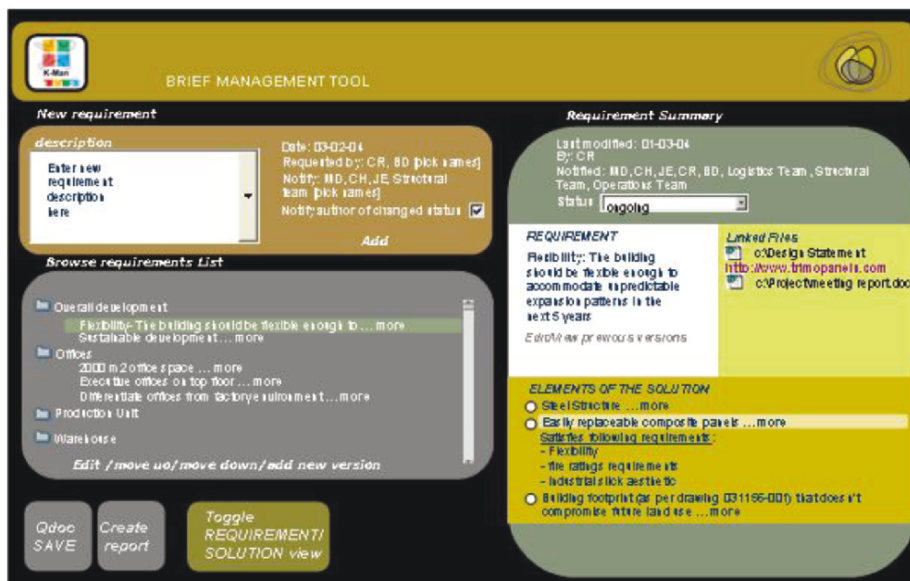 K-Man
BRIEF MANAGEMENT TOOL
New requirement
description
Enter new
requirement
description
here
Date: 03-02-04
Requested by: CR, BD [pick names]
Notify: MD, CH, JE, Structural
team [pick names]
Notify author of changed status
Add
Browse requirements List
Overall development
Flexibility- The building should be flexible enough to ... more
Sustainable development ... more
Offices
2000 m2 office space ... more
Executive offices on top floor ... more
Differentiate offices from factory environment ... more
Production Unit
Warehouse
Edit /move up/move down/add new version
Qdoc
SAVE
Create
report
Toggle
REQUIREMENT/
SOLUTION view
Requirement Summary
Last modified: 01-03-04
By: CR
Notified: MD, CH, JE, CR, BD, Logistics Team, Structural
Team, Operations Team
Status ongoing
REQUIREMENT
Flexibility: The building
should be flexible enough to
accommodate unpredictable
expansion patterns in the
next 5 years
Edit/View previous versions
Linked Files
c:\Design Statement
http://www.trimopanels.com
c:\Project\meeting report.doc
ELEMENTS OF THE SOLUTION
Steel Structure ...more
Easily replaceable composite panels ...more
Satisfies following requirements:
- Flexibility
- fire ratings requirements
- Industrial slick aesthetic
Building footprint (as per drawing 031166-001) that doesn't
compromise future land use ...more